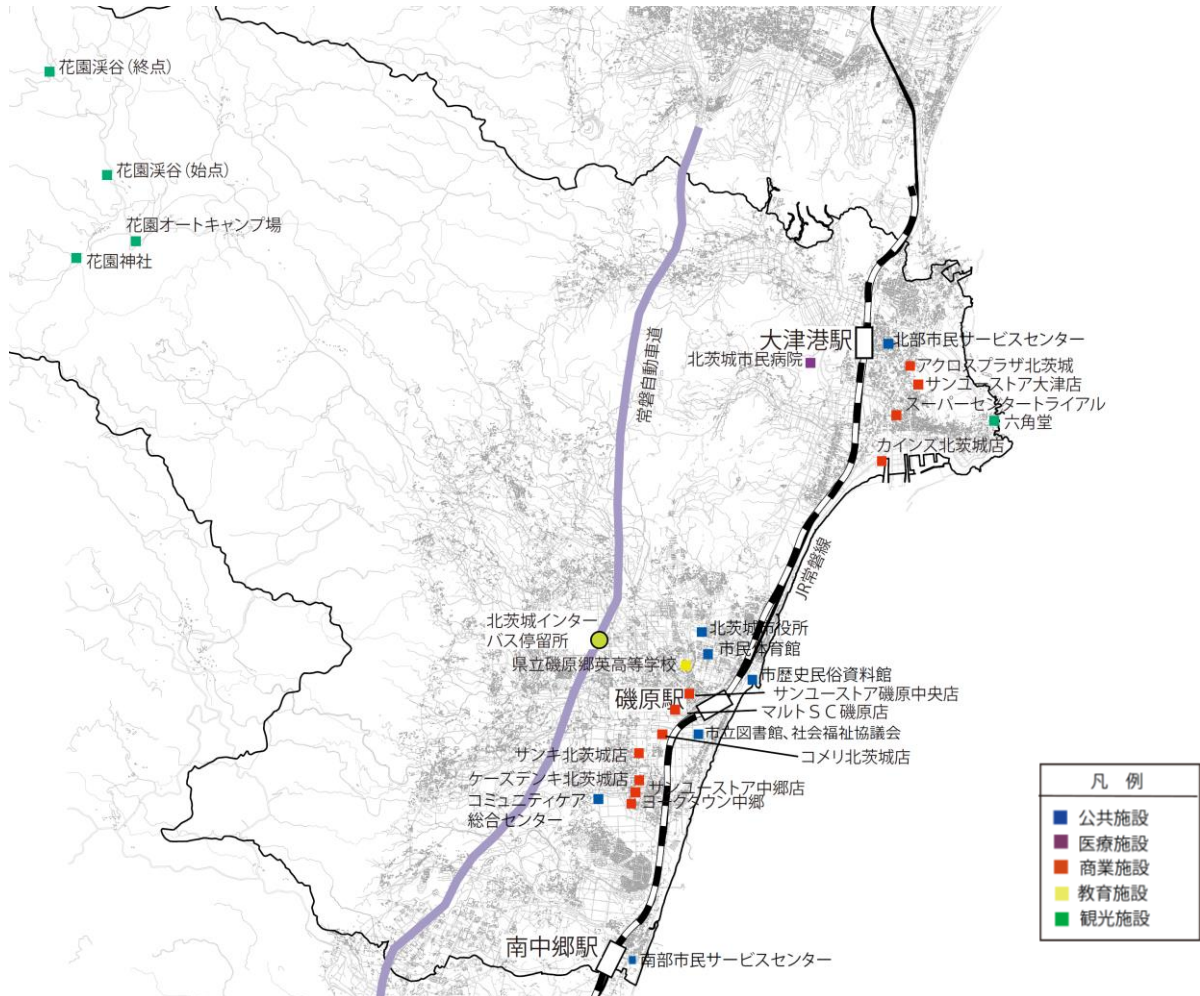 花園渓谷(終点)
花園渓谷(始点)
花園オートキャンプ場
花園神社
大津港駅
北部市民サービスセンター
北茨城市民病院
アクロスプラザ北茨城
サンユーストア大津店
スーパーセンタートライアル
六角堂
カインズ北茨城店
常磐自動車道
JR常磐線
北茨城インター
バス停留所
北茨城市役所
市民体育館
県立磯原郷英高等学校
市歴史民俗資料館
磯原駅
サンユーストア磯原中央店
マルトSC磯原店
市立図書館、社会福祉協議会
コメリ北茨城店
サンキ北茨城店
ケーズデンキ北茨城店
サンユーストア中郷店
ヨークタウン中郷
コミュニティケア
総合センター
南中郷駅
南部市民サービスセンター
凡例
公共施設
医療施設
商業施設
教育施設
観光施設